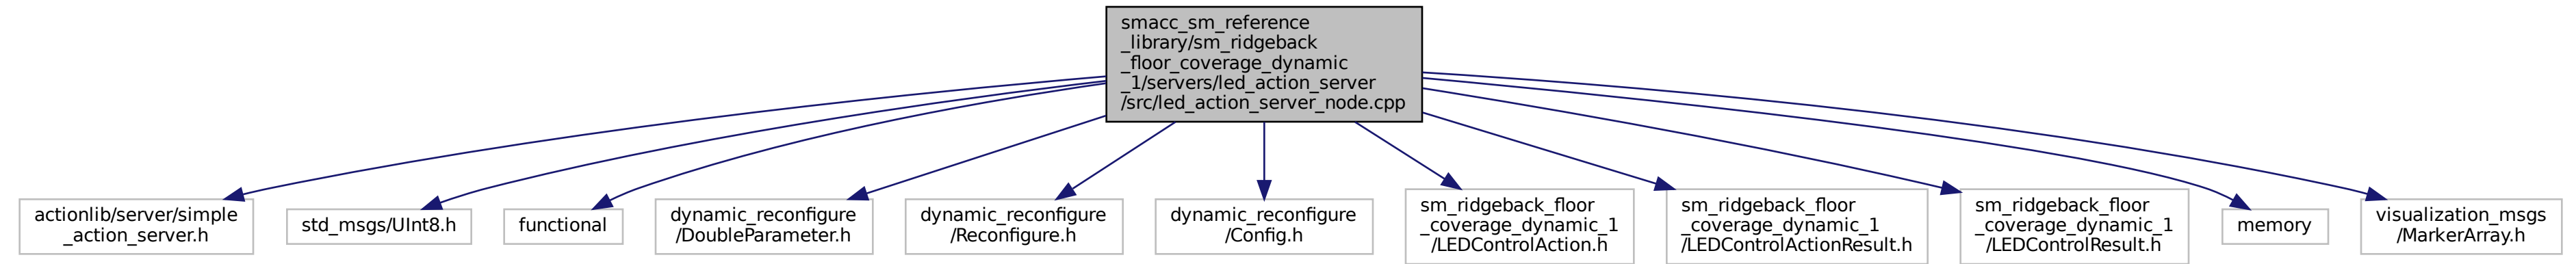 smacc_sm_reference
_library/sm_ridgeback
_floor_coverage_dynamic
_1/servers/led_action_server
/src/led_action_server_node.cpp
actionlib/server/simple
_action_server.h
std_msgs/UInt8.h
functional
dynamic_reconfigure
/DoubleParameter.h
dynamic_reconfigure
/Reconfigure.h
dynamic_reconfigure
/Config.h
sm_ridgeback_floor
_coverage_dynamic_1
/LEDControlAction.h
sm_ridgeback_floor
_coverage_dynamic_1
/LEDControlActionResult.h
sm_ridgeback_floor
_coverage_dynamic_1
/LEDControlResult.h
memory
visualization_msgs
/MarkerArray.h